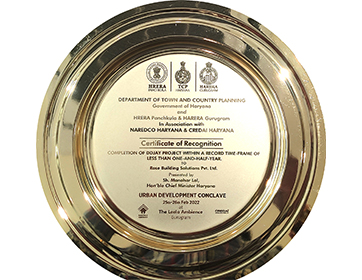 HRERA
PANCHKULA
TCP
HARYANA
HARERA
GURUGRAM
DEPARTMENT OF TOWN AND COUNTRY PLANNING
Government of Haryana
and
HRERA Panchkula & HARERA Gurugram
In Association with
NAREDCO HARYANA & CREDAI HARYANA
Certificate of Recognition
COMPLETION OF DDJAY PROJECT WITHIN A RECORD TIME-FRAME OF
LESS THAN ONE-AND-HALF-YEAR.
to
Rose Building Solutions Pvt. Ltd.
Presented by
Sh. Manohar Lal,
Hon'ble Chief Minister Haryana
URBAN DEVELOPMENT CONCLAVE
25th-26th Feb 2022
at
The Leela Ambience
Gurugram
NAREDCO
CREDAI